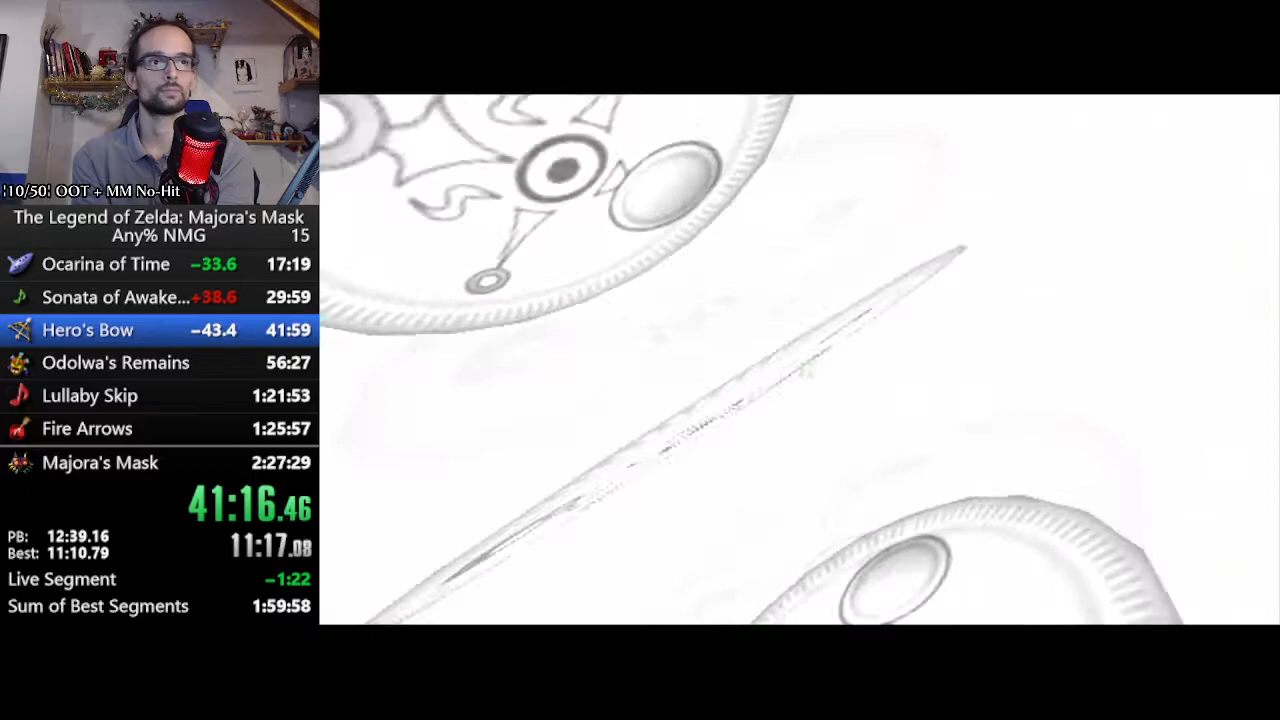 ¦10/50¦ OOT + MM No-Hit
The Legend of Zelda: Majora's Mask
Any% NMG 15
Ocarina of Time −33.6 17:19
Sonata of Awake... +38.6 29:59
Hero's Bow −43.4 41:59
Odolwa's Remains 56:27
Lullaby Skip 1:21:53
Fire Arrows 1:25:57
Majora's Mask 2:27:29
41:16.46
PB: 12:39.16
Best: 11:10.79
11:17.08
Live Segment −1:22
Sum of Best Segments 1:59:58